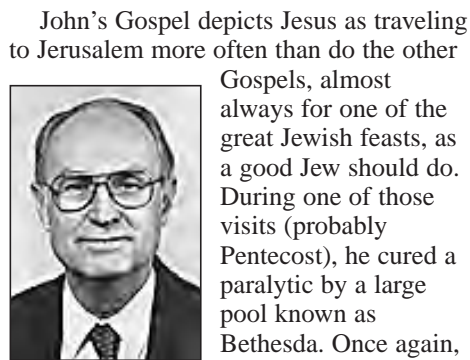 John’s Gospel depicts Jesus as traveling
to Jerusalem more often than do the other
Gospels, almost
always for one of the
great Jewish feasts, as
a good Jew should do.
During one of those
visits (probably
Pentecost), he cured a
paralytic by a large
pool known as
Bethesda. Once again,